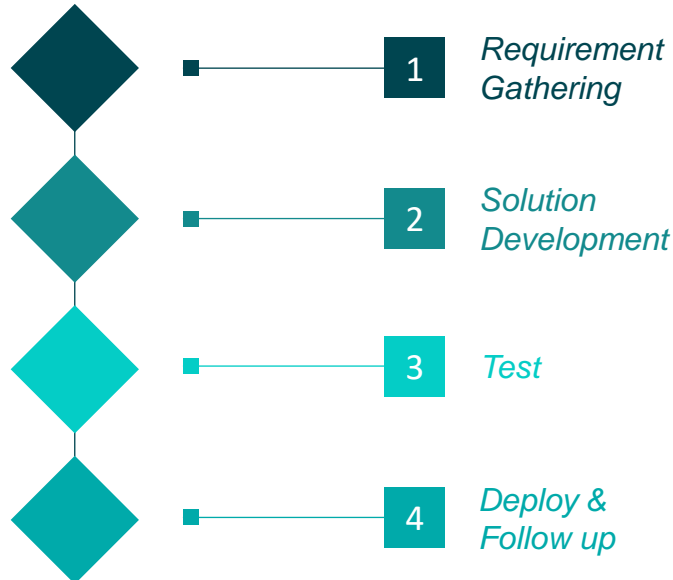 1
Requirement
Gathering
2
Solution
Development
3
Test
4
Deploy &
Follow up